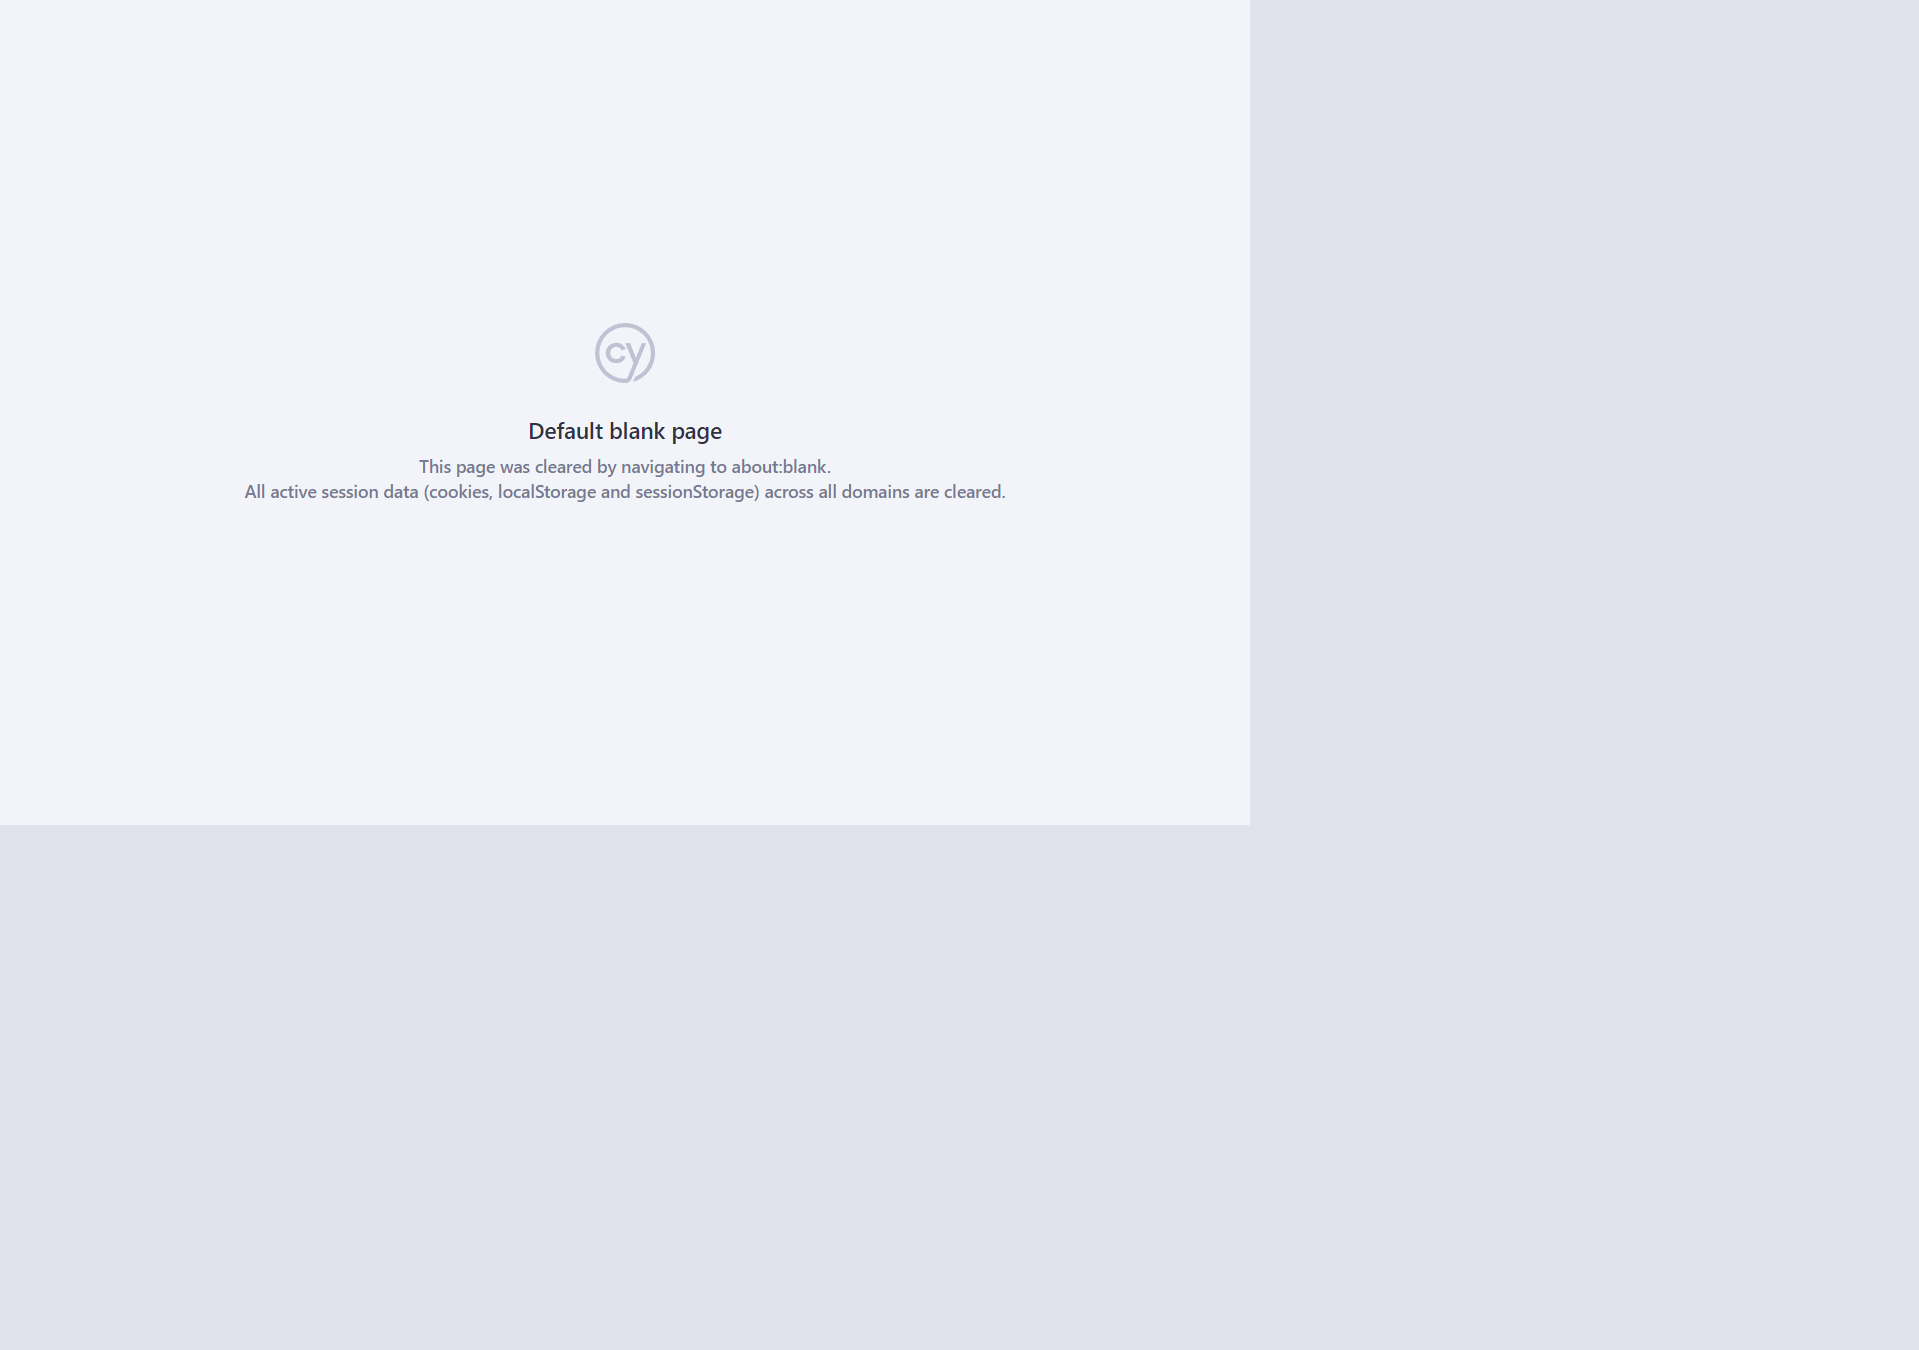 cy
Default blank page
This page was cleared by navigating to about:blank.
All active session data (cookies, localStorage and sessionStorage) across all domains are cleared.